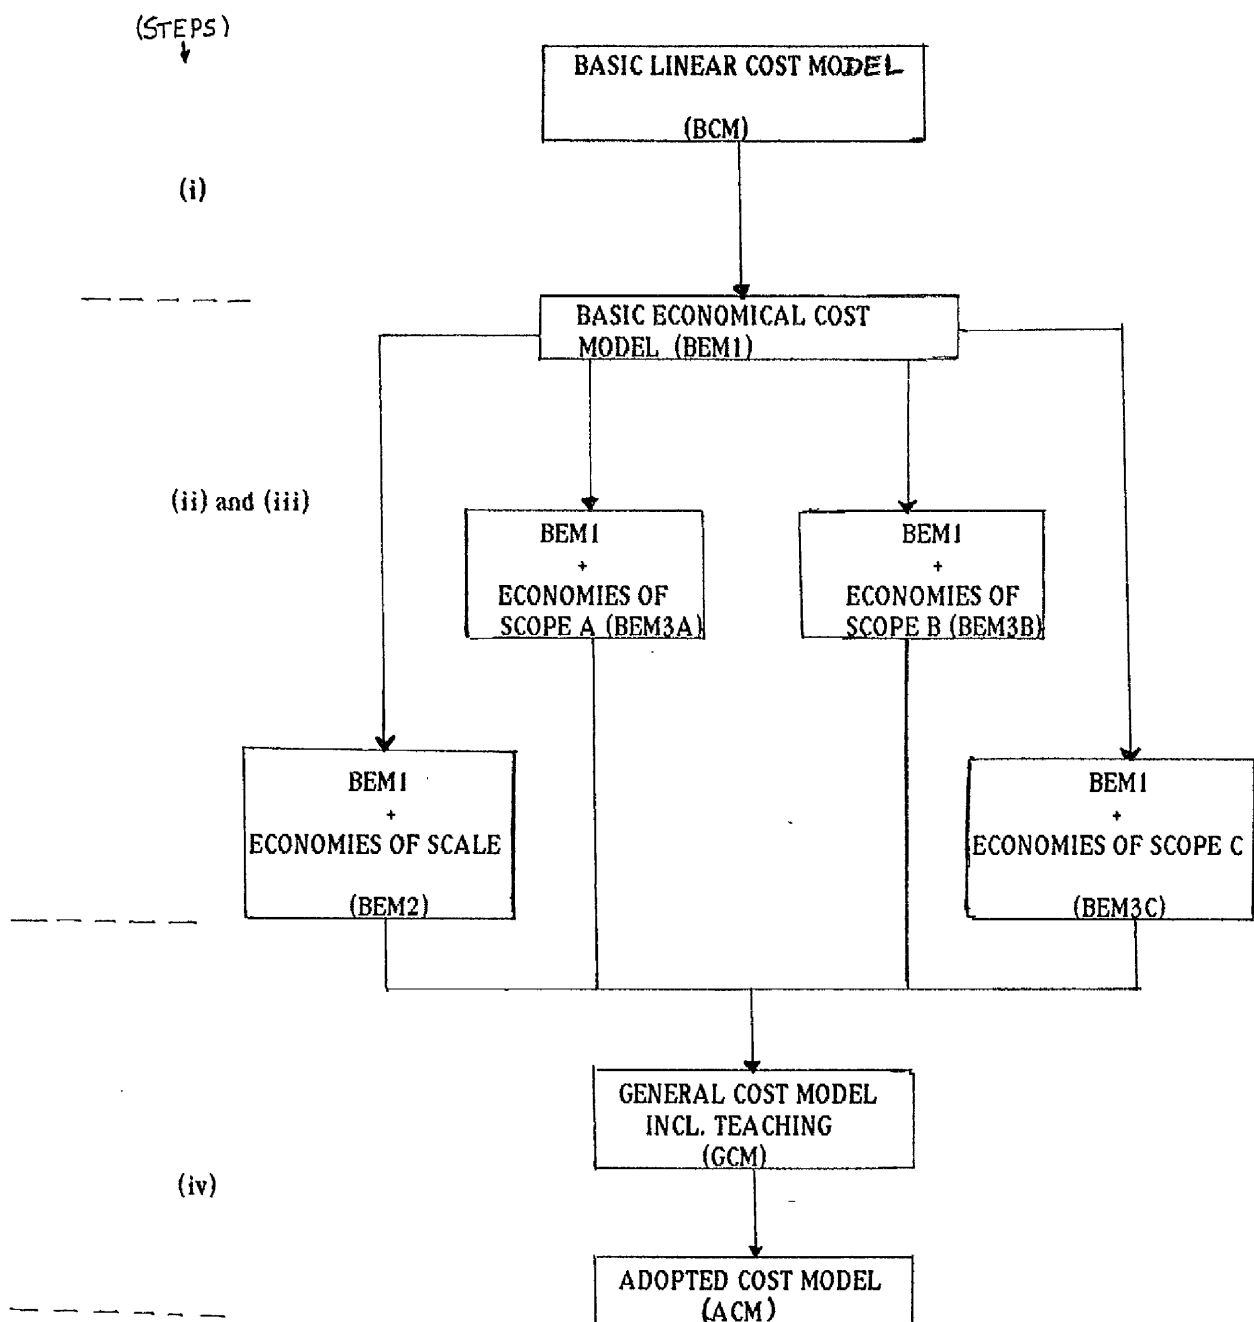 (STEPS)
BASIC LINEAR COST MODEL
(BCM)
(i)
BASIC ECONOMICAL COST
MODEL (BEM1)
(ii) and (iii)
BEM1
+
ECONOMIES OF
SCOPE A (BEM3A)
BEM1
+
ECONOMIES OF
SCOPE B (BEM3B)
BEM1
+
ECONOMIES OF SCALE
(BEM2)
BEM1
+
ECONOMIES OF SCOPE C
(BEM3C)
GENERAL COST MODEL
INCL. TEACHING
(GCM)
(iv)
ADOPTED COST MODEL
(ACM)